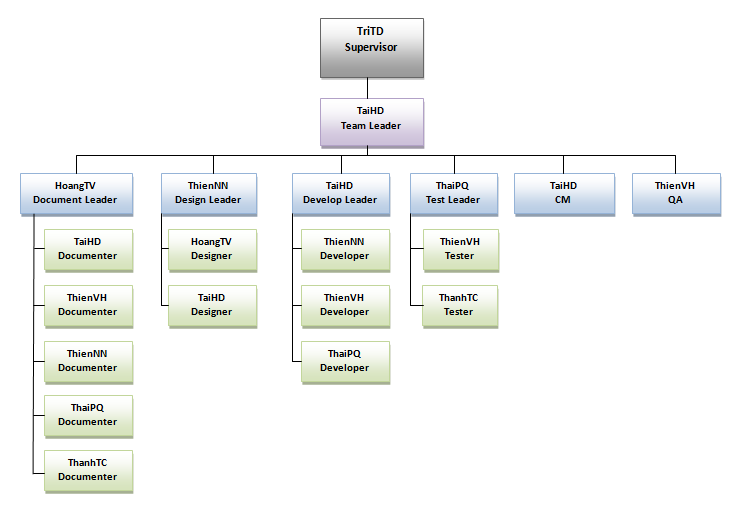 TriTD
Supervisor
TaiHD
Team Leader
HoangTV
Document Leader
ThienNN
Design Leader
TaiHD
Develop Leader
ThaiPQ
Test Leader
TaiHD
CM
ThienVH
QA
TaiHD
Documenter
ThienVH
Documenter
ThienNN
Documenter
ThaiPQ
Documenter
ThanhTC
Documenter
HoangTV
Designer
TaiHD
Designer
ThienNN
Developer
ThienVH
Developer
ThaiPQ
Developer
ThienVH
Tester
ThanhTC
Tester